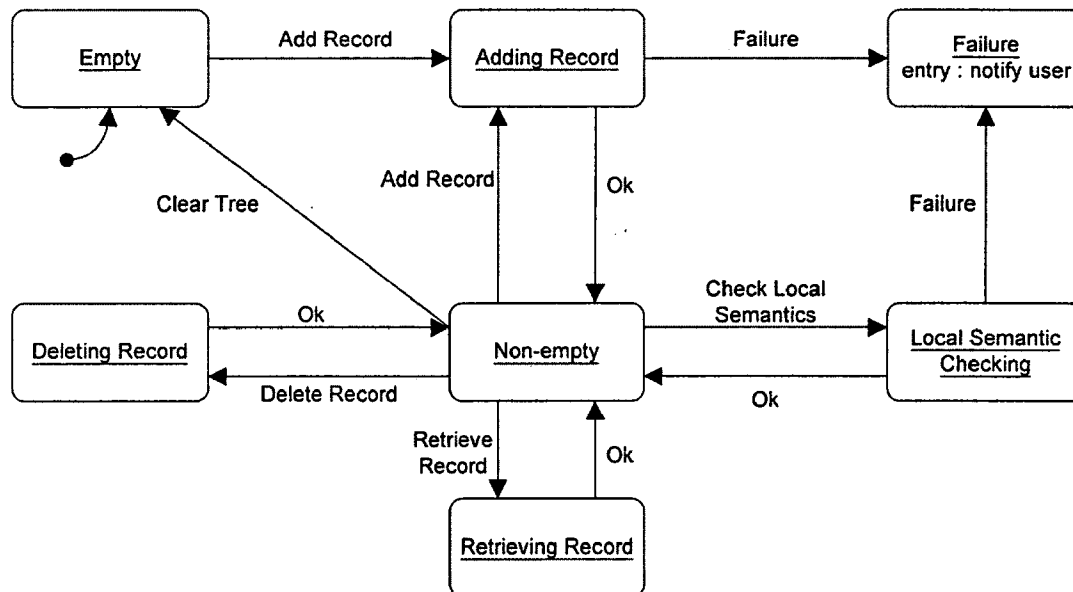 Empty
Add Record
Adding Record
Failure
Failure
entry : notify user
Clear Tree
Add Record
Ok
Failure
Deleting Record
Ok
Delete Record
Non-empty
Check Local
Semantics
Ok
Local Semantic
Checking
Retrieve
Record
Ok
Retrieving Record